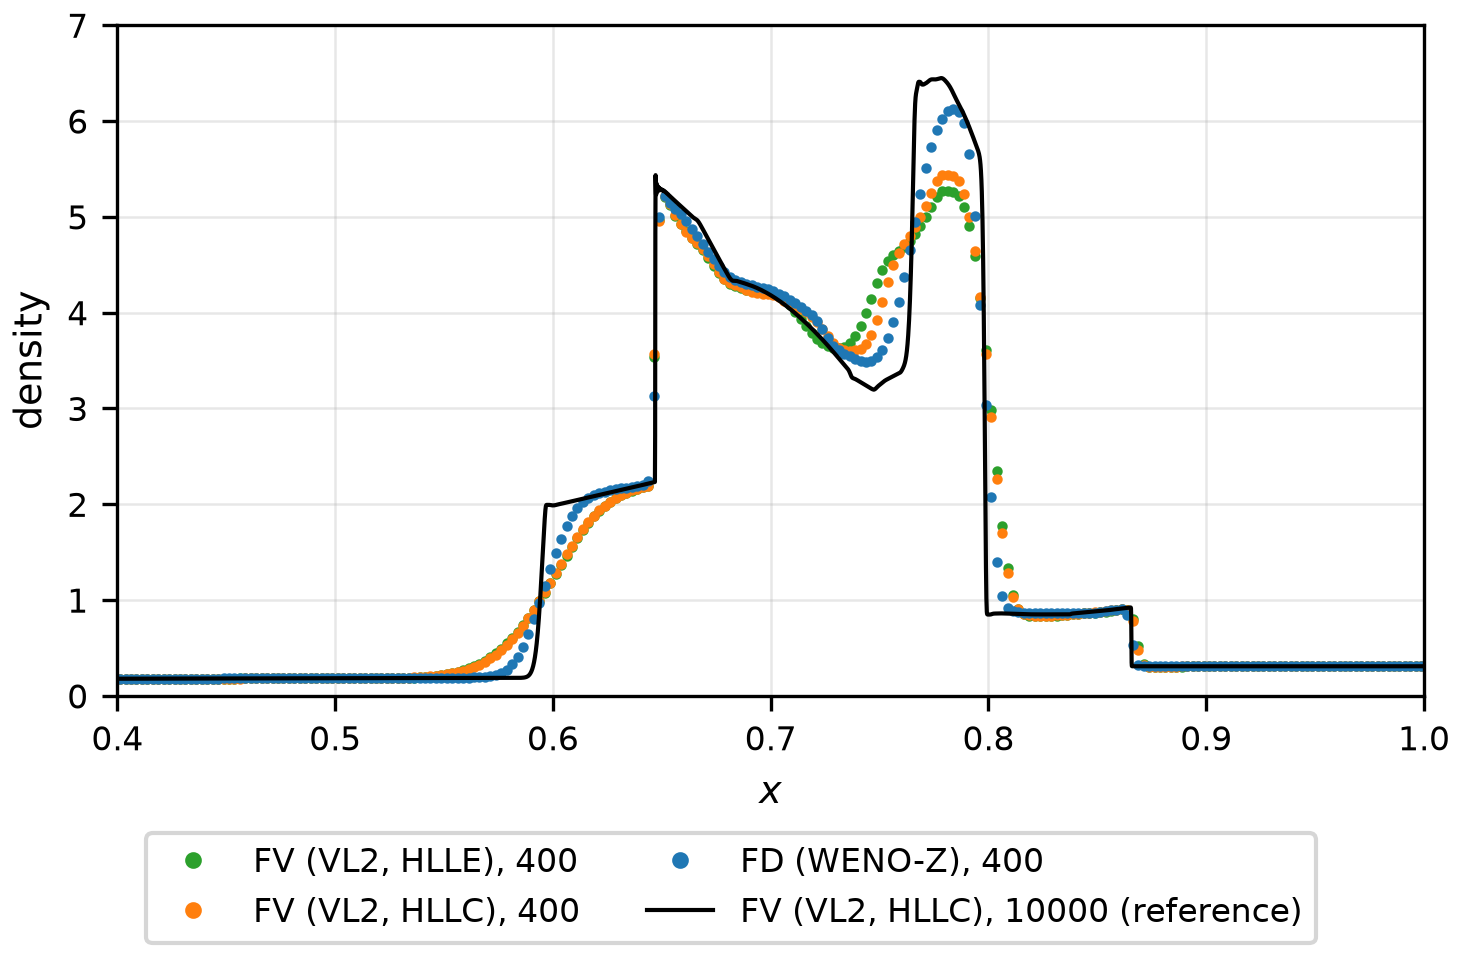 7
6
5
4
3
2
1
0
density
0.4 0.5 0.6 0.7 0.8 0.9 1.0
x
FV (VL2, HLLE), 400
FV (VL2, HLLC), 400
FD (WENO-Z), 400
FV (VL2, HLLC), 10000 (reference)